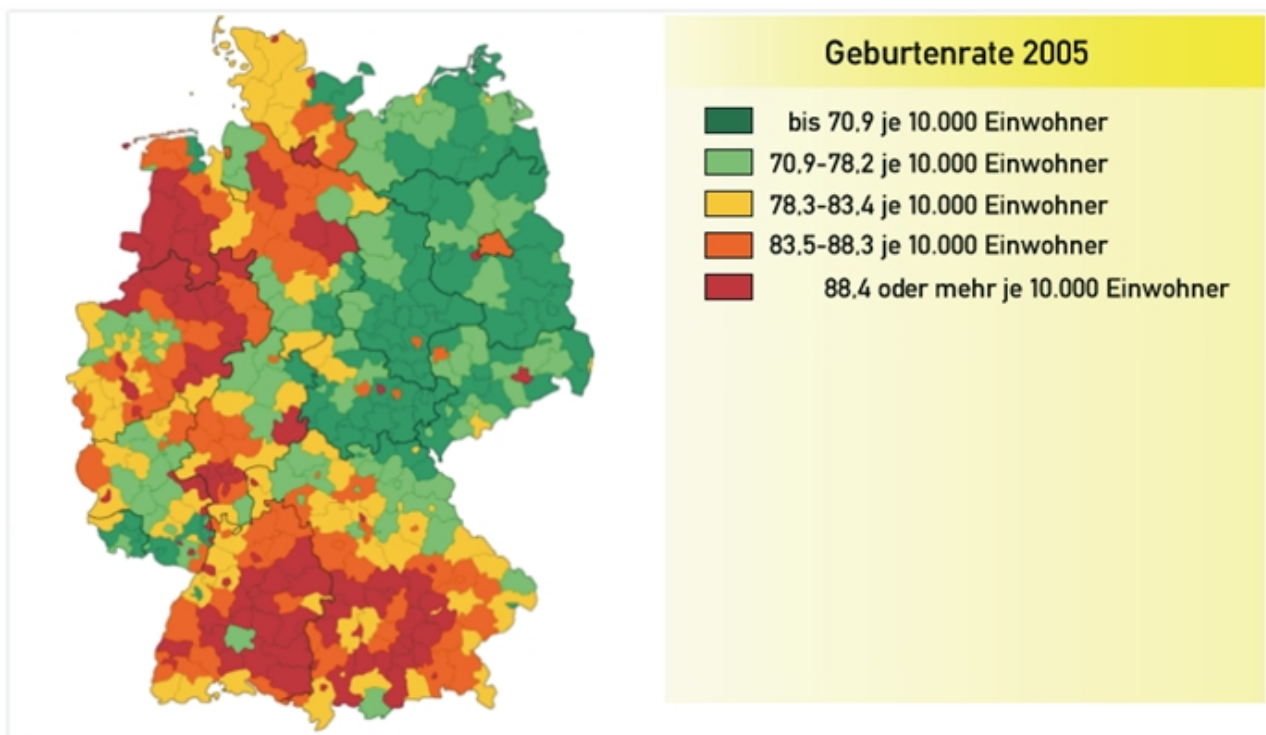 Geburtenrate 2005
bis 70,9 je 10.000 Einwohner
70,9-78,2 je 10.000 Einwohner
78,3-83,4 je 10.000 Einwohner
83,5-88,3 je 10.000 Einwohner
88,4 oder mehr je 10.000 Einwohner